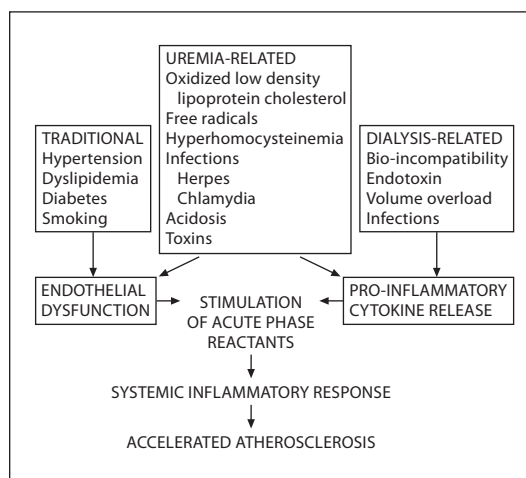 UREMIA-RELATED
Oxidized low density
lipoprotein cholesterol
Free radicals
Hyperhomocysteinemia
Infections
Herpes
Chlamydia
Acidosis
Toxins
TRADITIONAL
Hypertension
Dyslipidemia
Diabetes
Smoking
DIALYSIS-RELATED
Bio-incompatibility
Endotoxin
Volume overload
Infections
ENDOTHELIAL
DYSFUNCTION
STIMULATION
OF ACUTE PHASE
REACTANTS
PRO-INFLAMMATORY
CYTOKINE RELEASE
SYSTEMIC INFLAMMATORY RESPONSE
ACCELERATED ATHEROSCLEROSIS